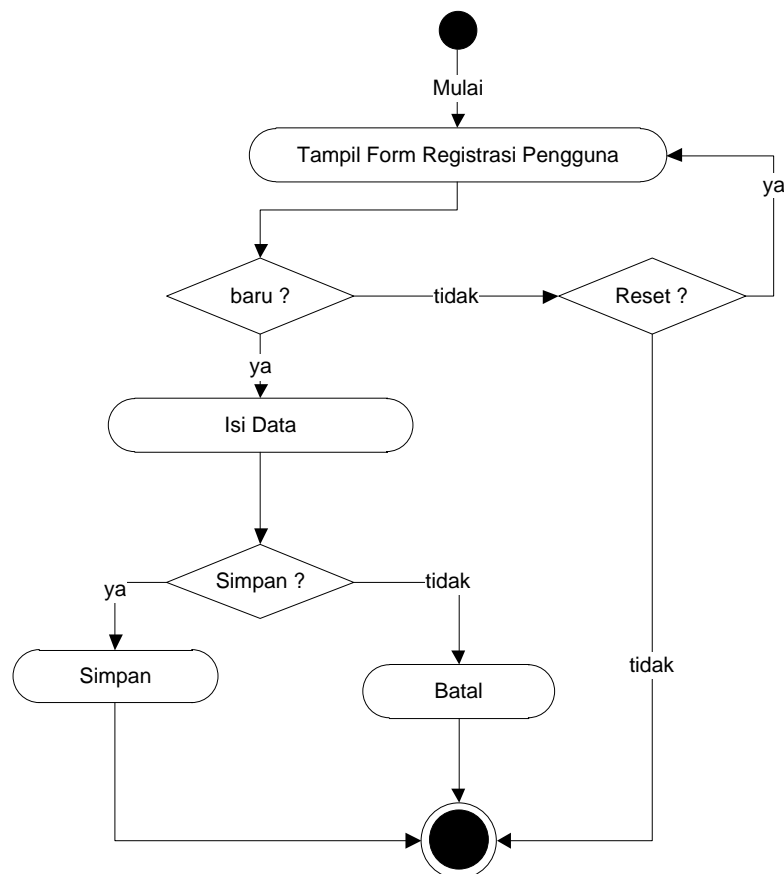 Mulai
Tampil Form Registrasi Pengguna
ya
baru ?
tidak
Reset ?
ya
Isi Data
Simpan ?
ya
tidak
Simpan
tidak
Batal